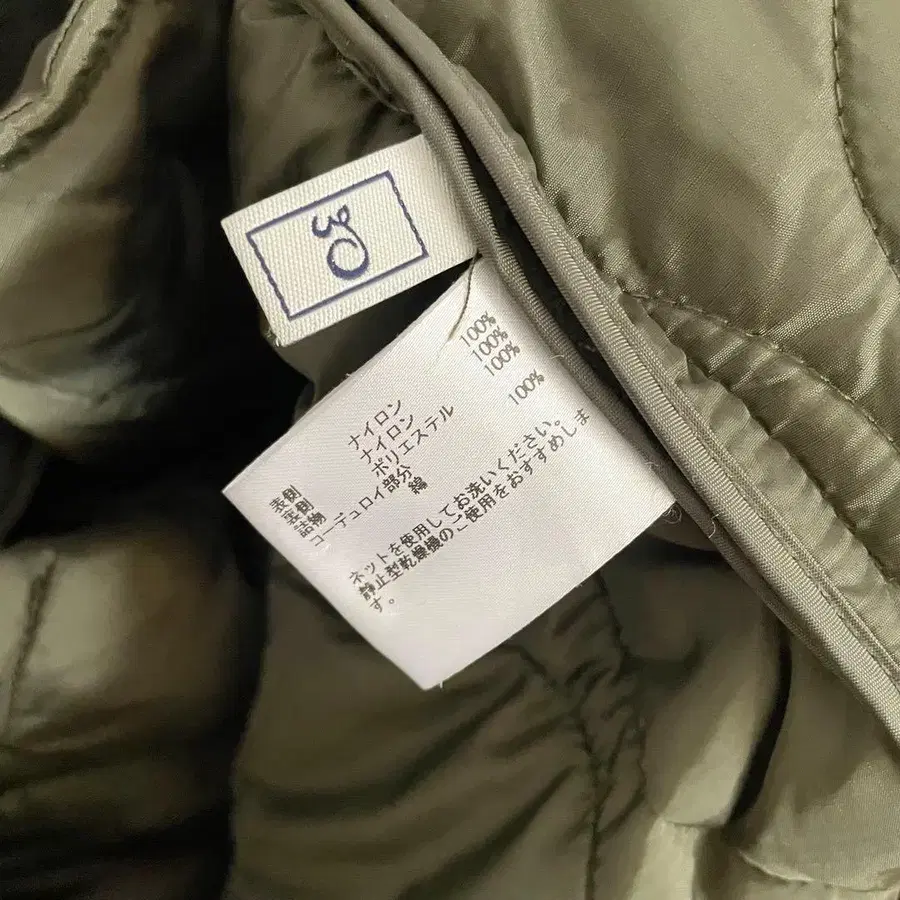 表側 ナイロン 100%
裏側 ナイロン 100%
詰物 ポリエステル 100%
コーデュロイ部分
綿 100%
ネットを使用してお洗いください。
静止型乾燥機のご使用をおすすめしま
す。